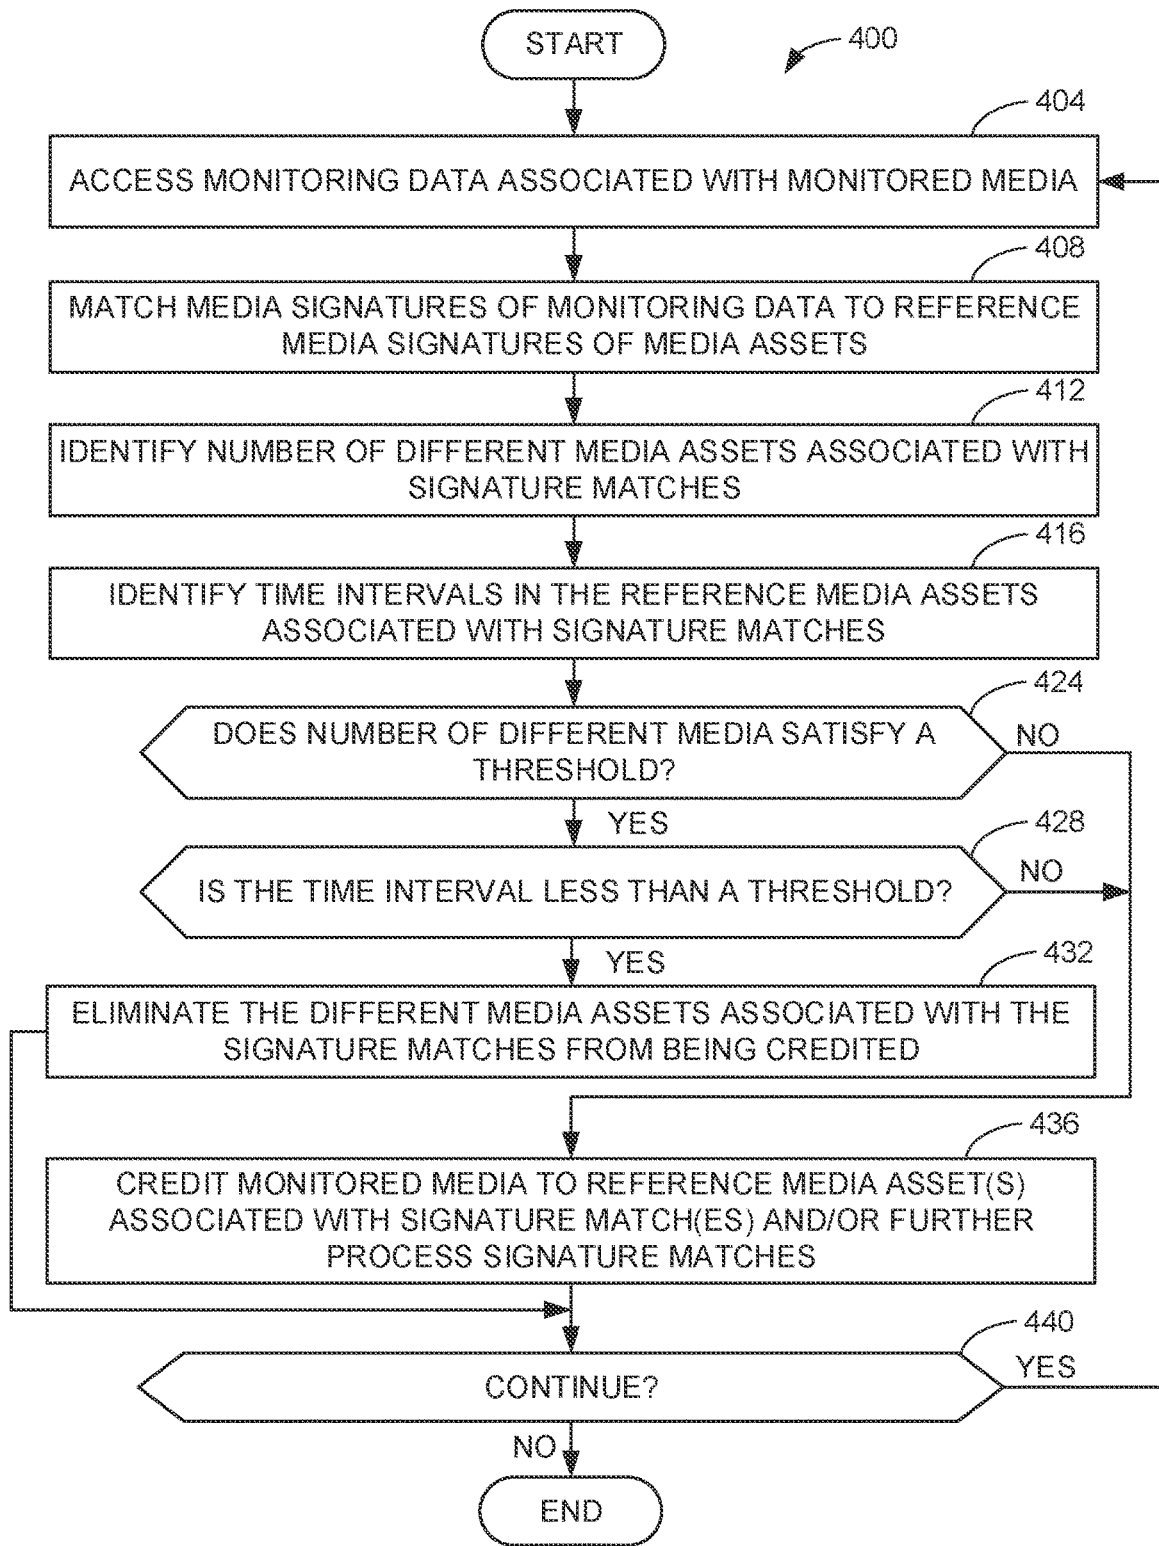 START
400
404
ACCESS MONITORING DATA ASSOCIATED WITH MONITORED MEDIA
408
MATCH MEDIA SIGNATURES OF MONITORING DATA TO REFERENCE
MEDIA SIGNATURES OF MEDIA ASSETS
412
IDENTIFY NUMBER OF DIFFERENT MEDIA ASSETS ASSOCIATED WITH
SIGNATURE MATCHES
416
IDENTIFY TIME INTERVALS IN THE REFERENCE MEDIA ASSETS
ASSOCIATED WITH SIGNATURE MATCHES
424
DOES NUMBER OF DIFFERENT MEDIA SATISFY A
THRESHOLD?
NO
YES
428
IS THE TIME INTERVAL LESS THAN A THRESHOLD?
NO
YES
432
ELIMINATE THE DIFFERENT MEDIA ASSETS ASSOCIATED WITH THE
SIGNATURE MATCHES FROM BEING CREDITED
436
CREDIT MONITORED MEDIA TO REFERENCE MEDIA ASSET(S)
ASSOCIATED WITH SIGNATURE MATCH(ES) AND/OR FURTHER
PROCESS SIGNATURE MATCHES
440
CONTINUE?
YES
NO
END